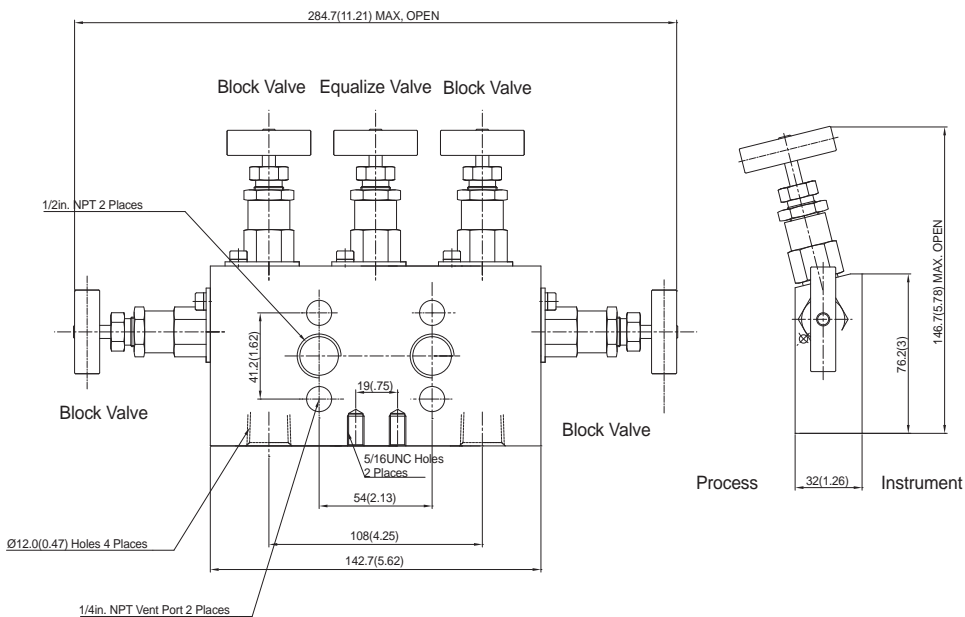 284.7(11.21) MAX, OPEN
Block Valve
Equalize Valve
Block Valve
1/2in. NPT 2 Places
41.2(1.62)
19(.75)
Block Valve
Block Valve
5/16UNC Holes
2 Places
54(2.13)
108(4.25)
Ø12.0(0.47) Holes 4 Places
142.7(5.62)
1/4in. NPT Vent Port 2 Places
146.7(5.78) MAX. OPEN
76.2(3)
Process
32(1.26)
Instrument